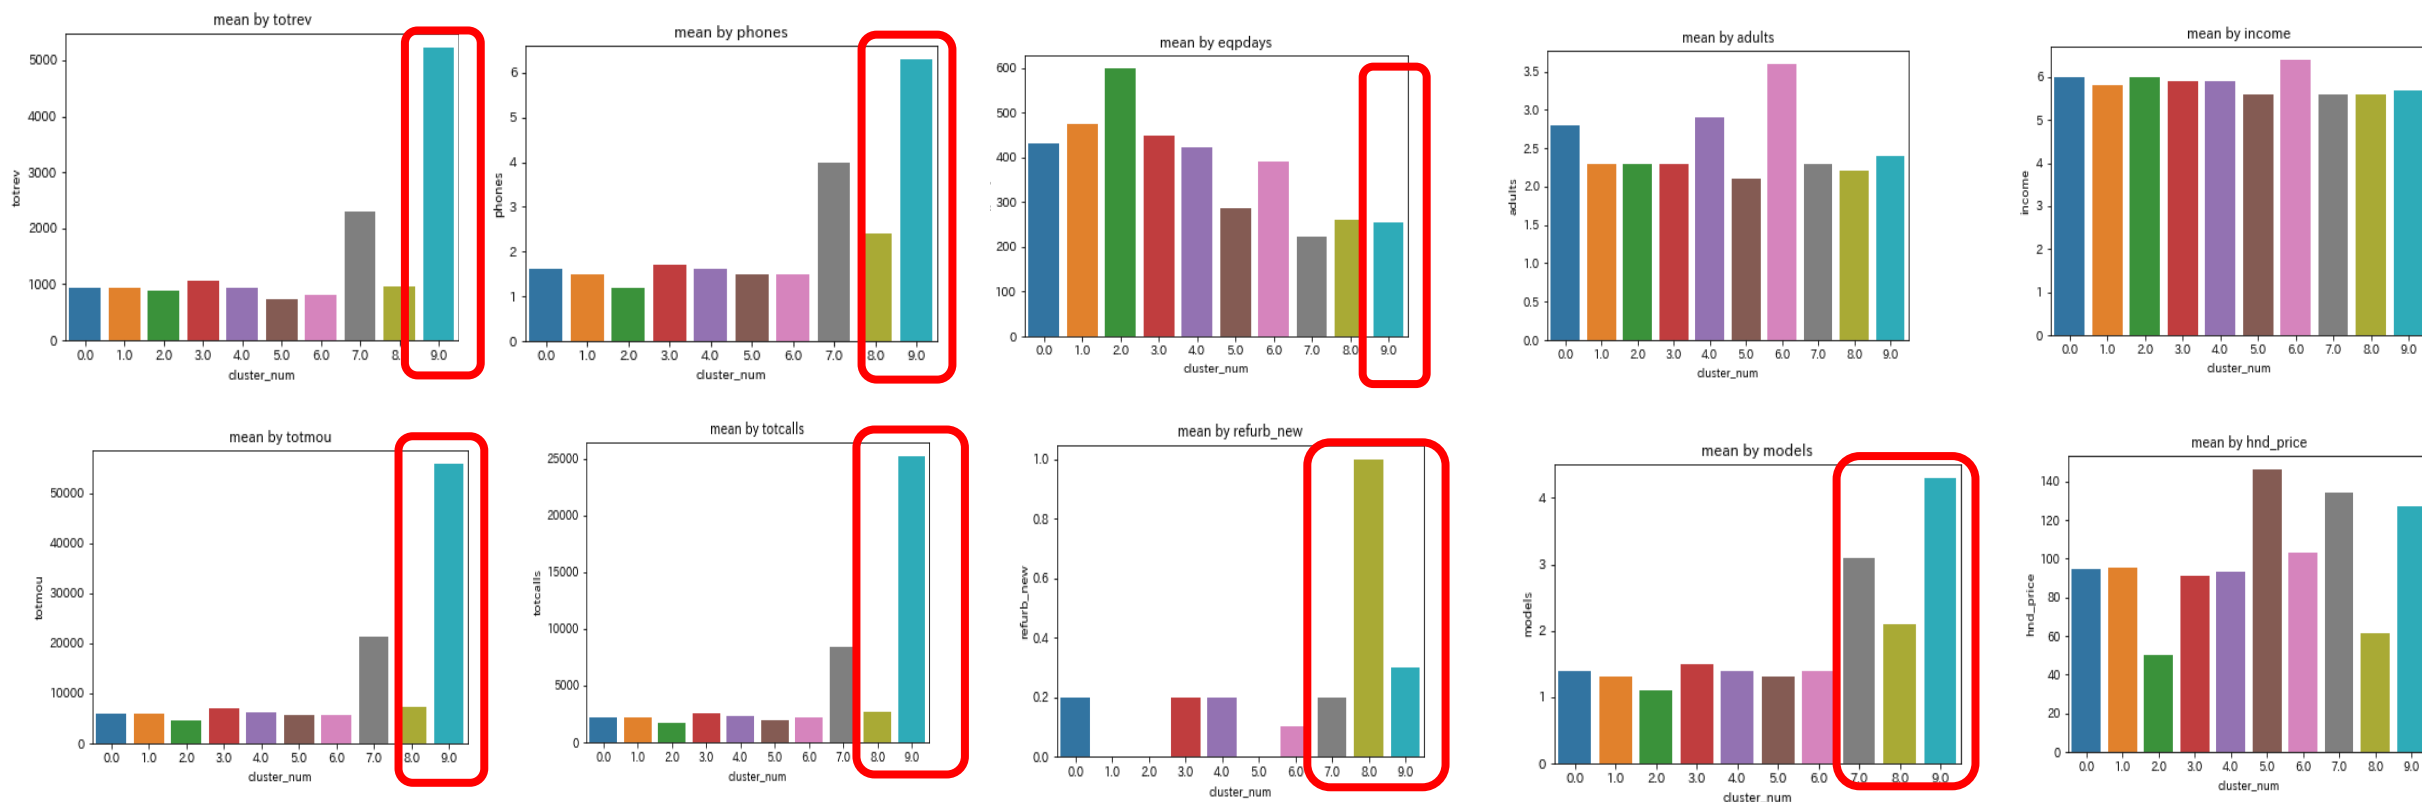 mean by totrev
5000
4000
3000
2000
1000
0
totrev
0.0 1.0 2.0 3.0 4.0 5.0 6.0 7.0 8. 9.0
cluster_num
mean by phones
6
5
4
3
2
1
0
phones
0.0 1.0 2.0 3.0 4.0 5.0 6.0 7.0 8.0 9.0
cluster_num
mean by eqpdays
600
500
400
300
200
100
0
0.0 1.0 2.0 3.0 4.0 5.0 6.0 7.0 8.0 9.0
cluster_num
mean by adults
3.5
3.0
2.5
2.0
1.5
1.0
0.5
0.0
adults
0.0 1.0 2.0 3.0 4.0 5.0 6.0 7.0 8.0 9.0
cluster_num
mean by income
6
5
4
3
2
1
0
income
0.0 1.0 2.0 3.0 4.0 5.0 6.0 7.0 8.0 9.0
cluster_num
mean by totmou
50000
40000
30000
20000
10000
0
totmou
0.0 1.0 2.0 3.0 4.0 5.0 6.0 7.0 8.0 9.0
cluster_num
mean by totcalls
25000
20000
15000
10000
5000
0
totcalls
0.0 1.0 2.0 3.0 4.0 5.0 6.0 7.0 8.0 9.0
cluster_num
mean by refurb_new
1.0
0.8
0.6
0.4
0.2
0.0
refurb_new
0.0 1.0 2.0 3.0 4.0 5.0 6.0 7.0 8.0 9.0
cluster_num
mean by models
4
3
2
1
0
models
0.0 1.0 2.0 3.0 4.0 5.0 6.0 7.0 8.0 9.0
cluster_num
mean by hnd_price
140
120
100
80
60
40
20
0
hnd_price
0.0 1.0 2.0 3.0 4.0 5.0 6.0 7.0 8.0 9.0
cluster_num